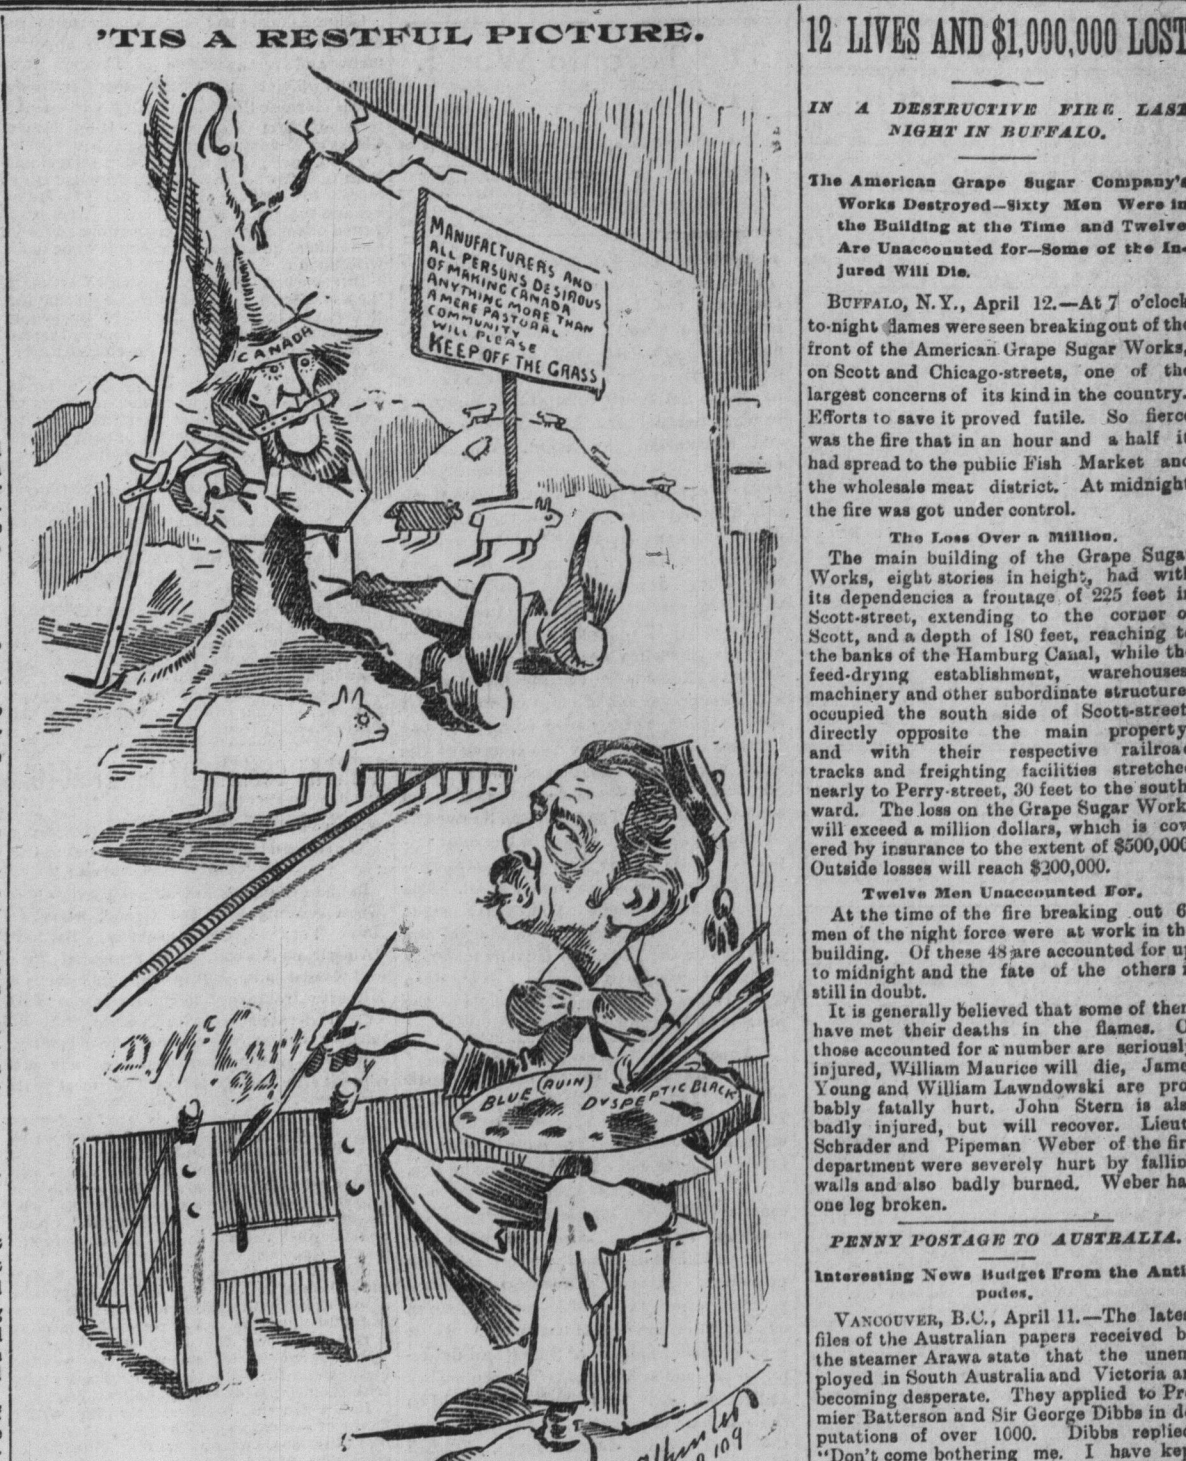 'TIS A RESTFUL PICTURE.
MANUFACTURERS AND
ALL PERSONS DESIROUS
OF MAKING CANADA
ANYTHING MORE THAN
A MERE PASTORAL
COMMUNITY
WILL PLEASE
KEEP OFF THE GRASS
CANADA
D. McCart
94
BLUE (RUIN)
DYSPEPTIC BLACK
12 LIVES AND $1,000,000 LOST
IN A DESTRUCTIVE FIRE LAST
NIGHT IN BUFFALO.
The American Grape Sugar Company's
Works Destroyed—Sixty Men Were in
the Building at the Time and Twelve
Are Unaccounted for—Some of the In-
jured Will Die.
BUFFALO, N.Y., April 12.—At 7 o'clock
to-night flames were seen breaking out of the
front of the American Grape Sugar Works,
on Scott and Chicago-streets, one of the
largest concerns of its kind in the country.
Efforts to save it proved futile. So fierce
was the fire that in an hour and a half it
had spread to the public Fish Market and
the wholesale meat district. At midnight
the fire was got under control.
The Loss Over a Million.
The main building of the Grape Suga
Works, eight stories in height, had with
its dependencies a frontage of 225 feet i
Scott-street, extending to the corner o
Scott, and a depth of 180 feet, reaching t
the banks of the Hamburg Canal, while th
feed-drying establishment, warehouses
machinery and other subordinate structure
occupied the south side of Scott-street
directly opposite the main property
and with their respective railroa
tracks and freighting facilities stretche
nearly to Perry-street, 30 feet to the south
ward. The loss on the Grape Sugar Work
will exceed a million dollars, which is cov
ered by insurance to the extent of $500,000
Outside losses will reach $200,000.
Twelve Men Unaccounted For.
At the time of the fire breaking out 6
men of the night force were at work in th
building. Of these 48 are accounted for u
to midnight and the fate of the others i
still in doubt.
It is generally believed that some of them
have met their deaths in the flames. O
those accounted for a number are seriousl
injured, William Maurice will die, Jame
Young and William Lawndowski are pro
bably fatally hurt. John Stern is als
badly injured, but will recover. Lieut
Schrader and Pipeman Weber of the fir
department were severely hurt by fallin
walls and also badly burned. Weber ha
one leg broken.
PENNY POSTAGE TO AUSTRALIA.
Interesting News Budget From the Anti
podes.
VANCOUVER, B.C., April 11.—The late
files of the Australian papers received b
the steamer Arawa state that the unem
ployed in South Australia and Victoria ar
becoming desperate. They applied to Pre
mier Batterson and Sir George Dibbs in de
putations of over 1000. Dibbs replied
"Don't come bothering me. I have kep